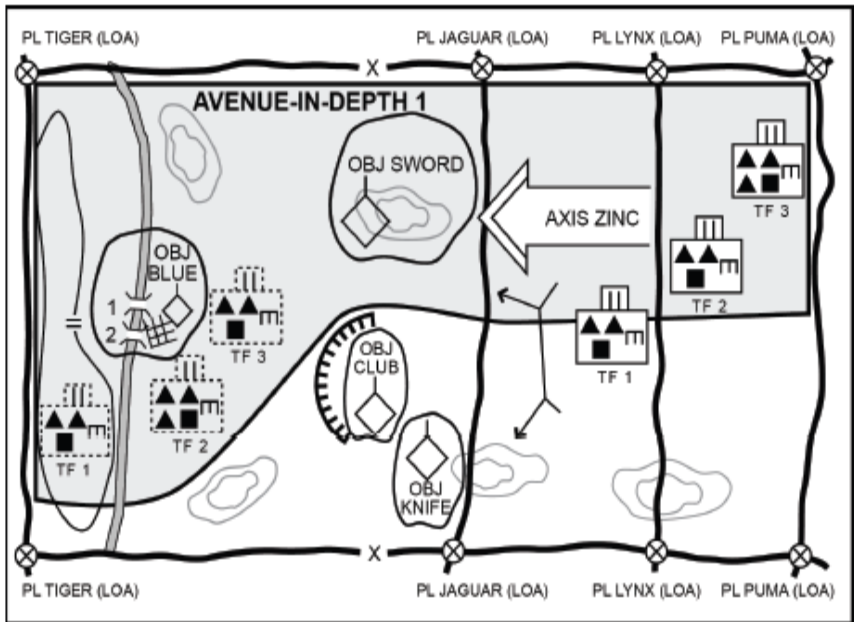 PL TIGER (LOA)
PL JAGUAR (LOA)
PL LYNX (LOA)
PL PUMA (LOA)
X
AVENUE-IN-DEPTH 1
OBJ SWORD
AXIS ZINC
E
TF 3
E
TF 2
OBJ
BLUE
1
2
E
TF 3
E
TF 1
OBJ
CLUB
E
TF 2
E
TF 1
OBJ
KNIFE
X
PL TIGER (LOA)
PL JAGUAR (LOA)
PL LYNX (LOA)
PL PUMA (LOA)